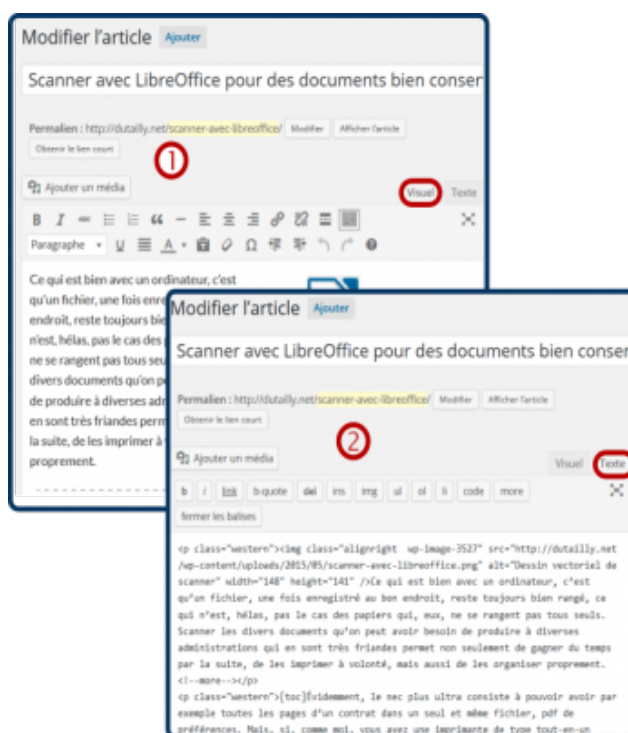 Modifier l'article Ajouter
Scanner avec LibreOffice pour des documents bien conser
Permalien : http://dutailly.net/scanner-avec-libreoffice/ Modifier Afficher l'article
Obtenir le lien court
1
Ajouter un média
Visuel Texte
Paragraphe
Ce qui est bien avec un ordinateur, c'est
qu'un fichier, une fois enre
endroit, reste toujours bie
n'est, hélas, pas le cas des
ne se rangent pas tous seu
divers documents qu'on p
de produire à diverses adm
en sont très friandes perm
la suite, de les imprimer à
proprement.
Modifier l'article Ajouter
Scanner avec LibreOffice pour des documents bien conser
Permalien : http://dutailly.net/scanner-avec-libreoffice/ Modifier Afficher l'article
Obtenir le lien court
2
Ajouter un média
Visuel Texte
b i link b-quote del ins img ul ol li code more
fermer les balises
<p class="western"><img class="alignright wp-image-3527" src="http://dutailly.net
/wp-content/uploads/2015/05/scanner-avec-libreoffice.png" alt="Dessin vectoriel de
scanner" width="148" height="141" />Ce qui est bien avec un ordinateur, c'est
qu'un fichier, une fois enregistré au bon endroit, reste toujours bien rangé, ce
qui n'est, hélas, pas le cas des papiers qui, eux, ne se rangent pas tous seuls.
Scanner les divers documents qu'on peut avoir besoin de produire à diverses
administrations qui en sont très friandes permet non seulement de gagner du temps
par la suite, de les imprimer à volonté, mais aussi de les organiser proprement.
<!--more--></p>
<p class="western">[toc]Évidemment, le nec plus ultra consiste à pouvoir avoir par
exemple toutes les pages d'un contrat dans un seul et même fichier, pdf de
préférences. Mais, si, comme moi, vous avez une imprimante de type tout-en-un